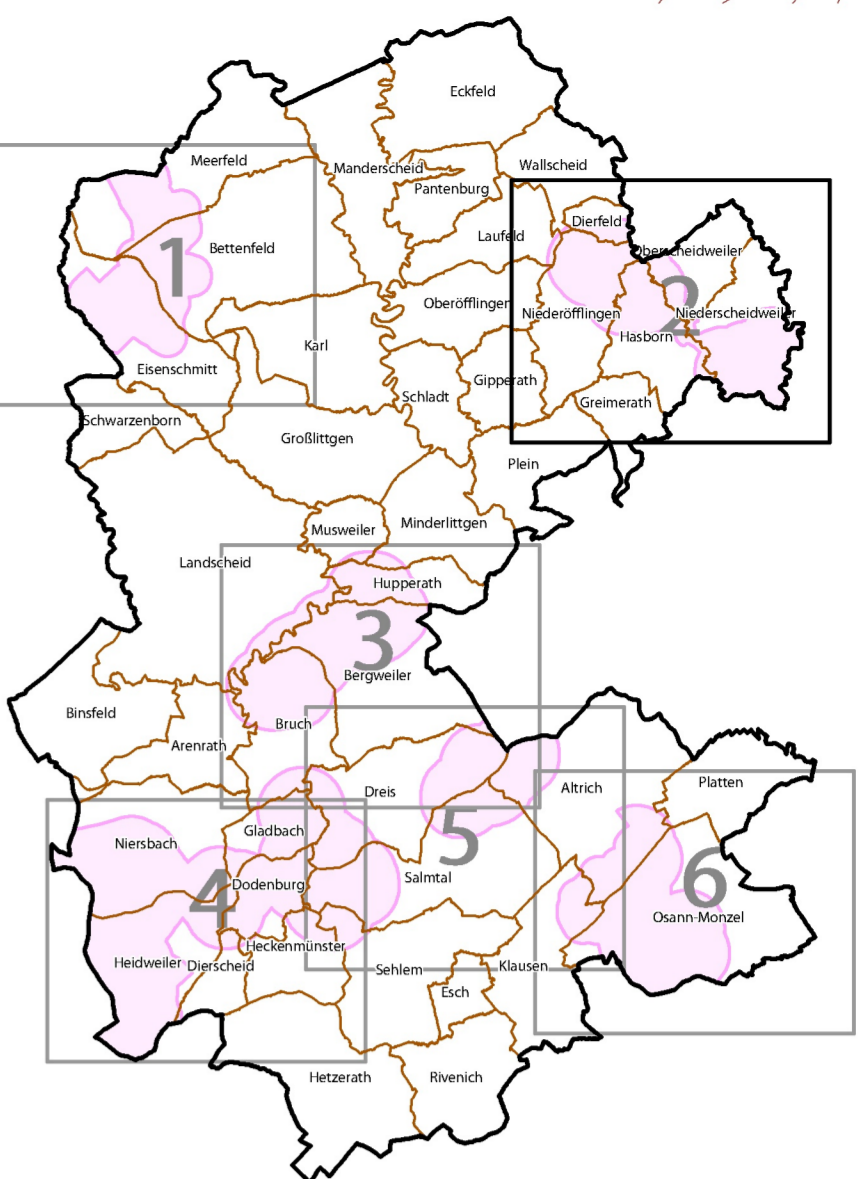 Eckfeld
Meerfeld
Manderscheid
Wallscheid
Pantenburg
Dierfeld
Laufeld
Bettenfeld
Oberscheidweiler
1
2
Oberöfflingen
Niederöfflingen
Niederscheidweiler
Hasborn
Karl
Eisenschmitt
Gipperath
Schladt
Greimerath
Schwarzenborn
Großlittgen
Plein
Musweiler
Minderlittgen
Landscheid
Hupperath
3
Bergweiler
Binsfeld
Bruch
Arenrath
Dreis
Altrich
Platten
Gladbach
5
Niersbach
Salmtal
6
Dodenburg
4
Osann-Monzel
Heckenmünster
Heidweiler
Dierscheid
Sehlem
Klausen
Esch
Hetzerath
Rivenich